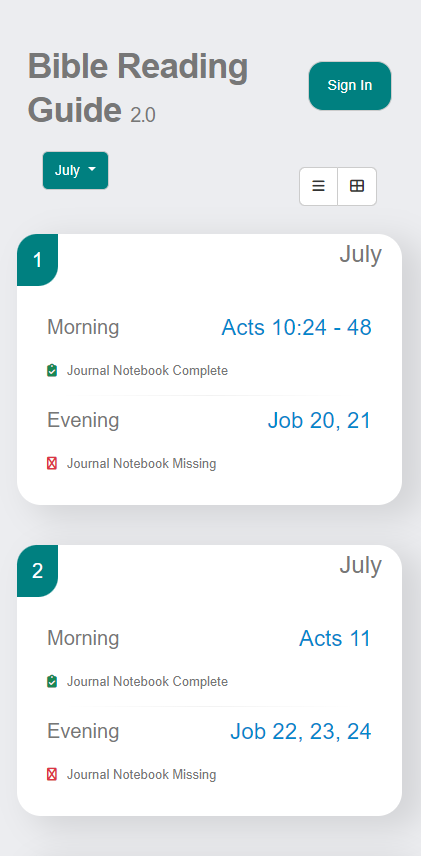 Bible Reading
Guide 2.0
Sign In
July
1
July
Morning
Acts 10:24 - 48
Journal Notebook Complete
Evening
Job 20, 21
Journal Notebook Missing
2
July
Morning
Acts 11
Journal Notebook Complete
Evening
Job 22, 23, 24
Journal Notebook Missing